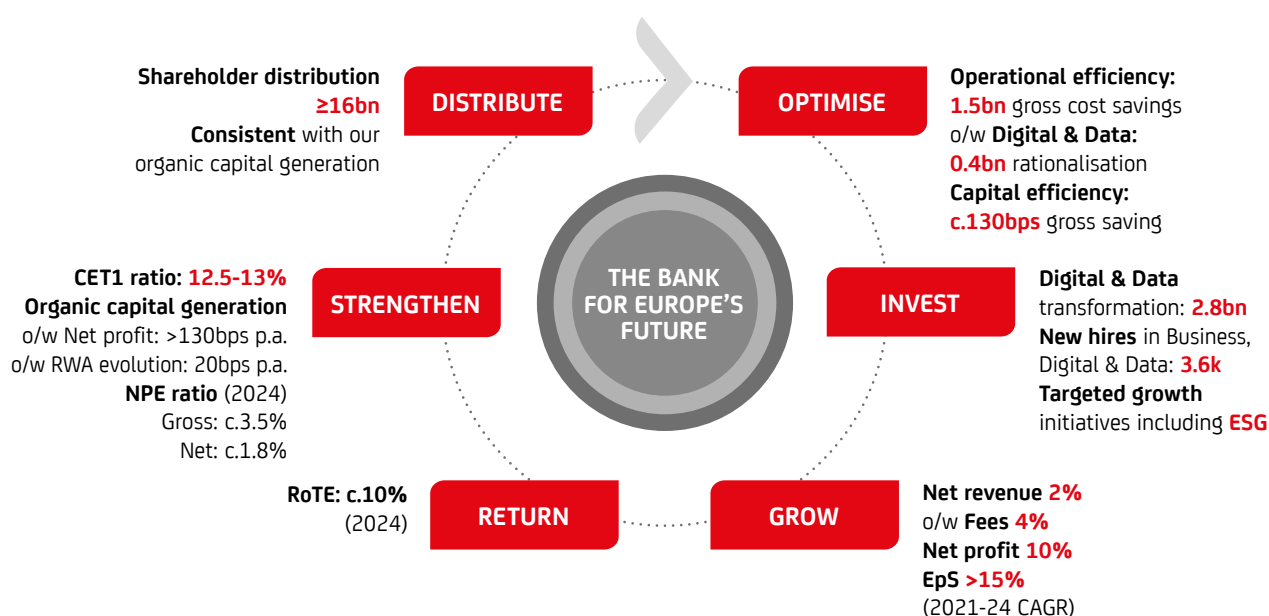 Shareholder distribution
≥16bn
Consistent with our
organic capital generation
DISTRIBUTE
OPTIMISE
Operational efficiency:
1.5bn gross cost savings
o/w Digital & Data:
0.4bn rationalisation
Capital efficiency:
c.130bps gross saving
CET1 ratio: 12.5-13%
Organic capital generation
o/w Net profit: >130bps p.a.
o/w RWA evolution: 20bps p.a.
NPE ratio (2024)
Gross: c.3.5%
Net: c.1.8%
STRENGTHEN
THE BANK
FOR EUROPE'S
FUTURE
INVEST
Digital & Data
transformation: 2.8bn
New hires in Business,
Digital & Data: 3.6k
Targeted growth
initiatives including ESG
RoTE: c.10%
(2024)
RETURN
GROW
Net revenue 2%
o/w Fees 4%
Net profit 10%
EpS >15%
(2021-24 CAGR)